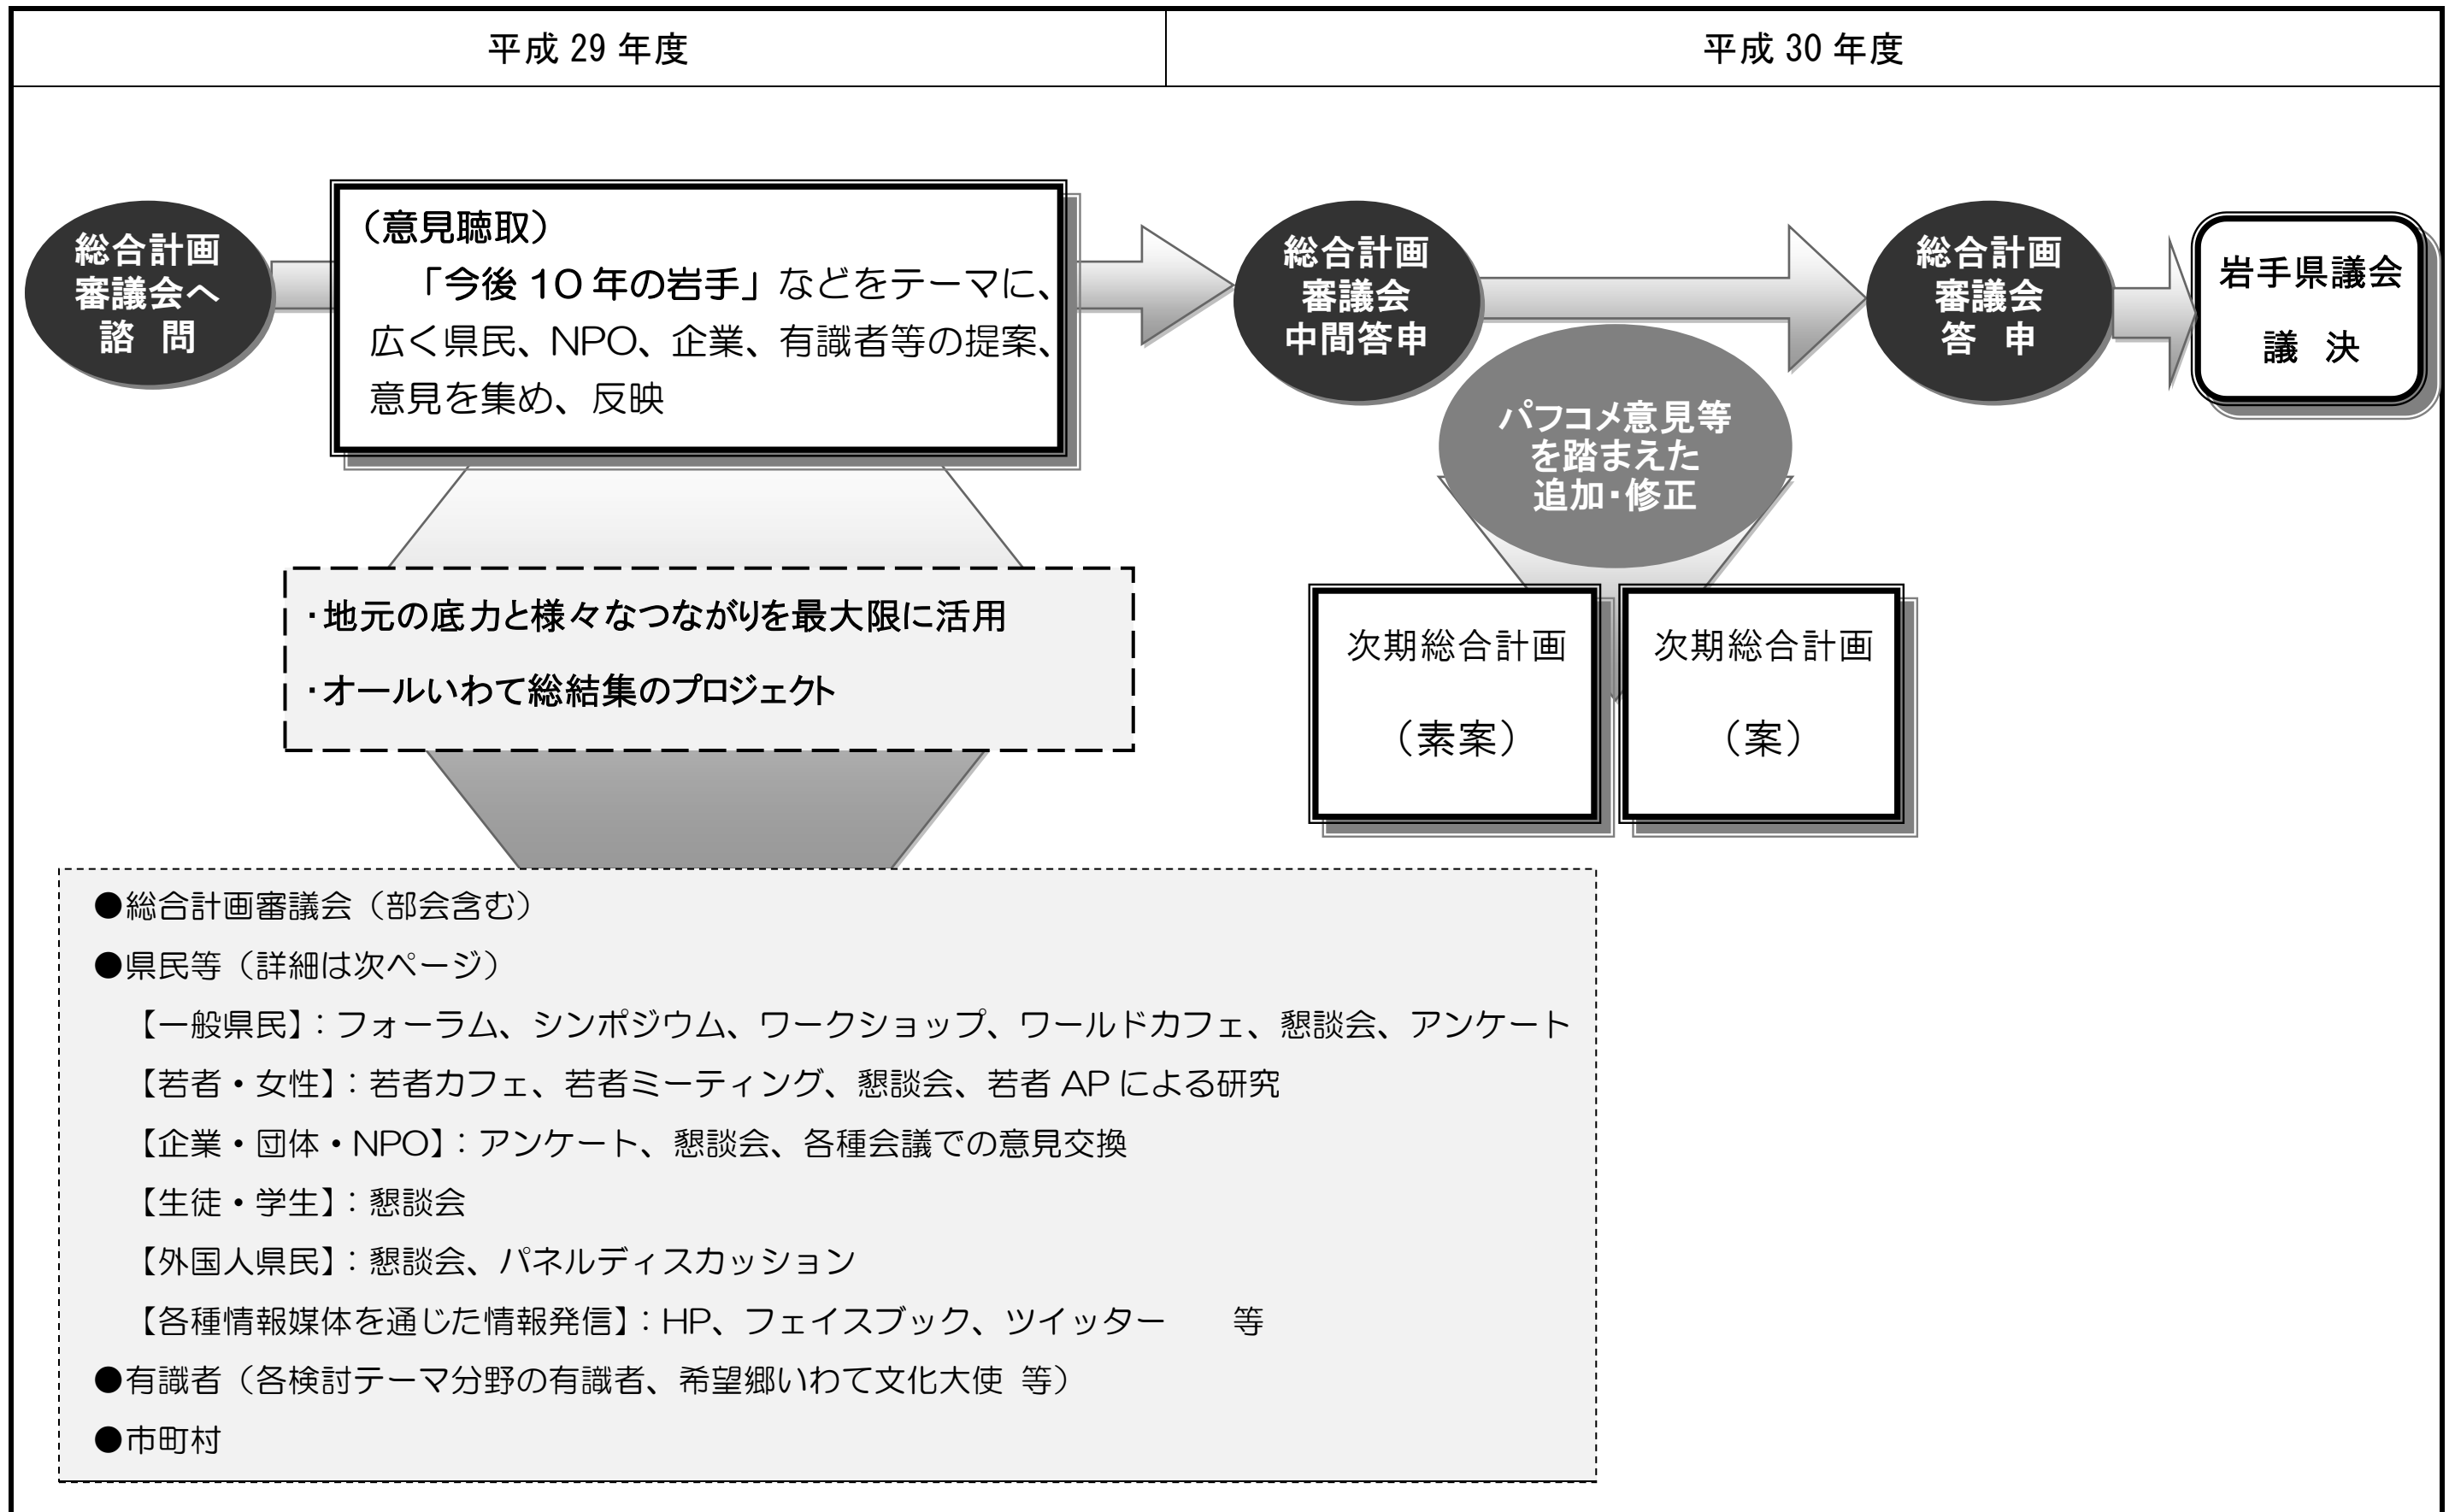 平成 29 年度
平成 30 年度
総合計画
審議会へ
諮 問
（意見聴取）
「今後 10 年の岩手」などをテーマに、
広く県民、NPO、企業、有識者等の提案、
意見を集め、反映
総合計画
審議会
中間答申
総合計画
審議会
答 申
岩手県議会
議 決
パフコメ意見等
を踏まえた
追加・修正
・地元の底力と様々なつながりを最大限に活用
・オールいわて総結集のプロジェクト
次期総合計画
（素案）
次期総合計画
（案）
●総合計画審議会（部会含む）
●県民等（詳細は次ページ）
【一般県民】：フォーラム、シンポジウム、ワークショップ、ワールドカフェ、懇談会、アンケート
【若者・女性】：若者カフェ、若者ミーティング、懇談会、若者 AP による研究
【企業・団体・NPO】：アンケート、懇談会、各種会議での意見交換
【生徒・学生】：懇談会
【外国人県民】：懇談会、パネルディスカッション
【各種情報媒体を通じた情報発信】：HP、フェイスブック、ツイッター　　等
●有識者（各検討テーマ分野の有識者、希望郷いわて文化大使 等）
●市町村